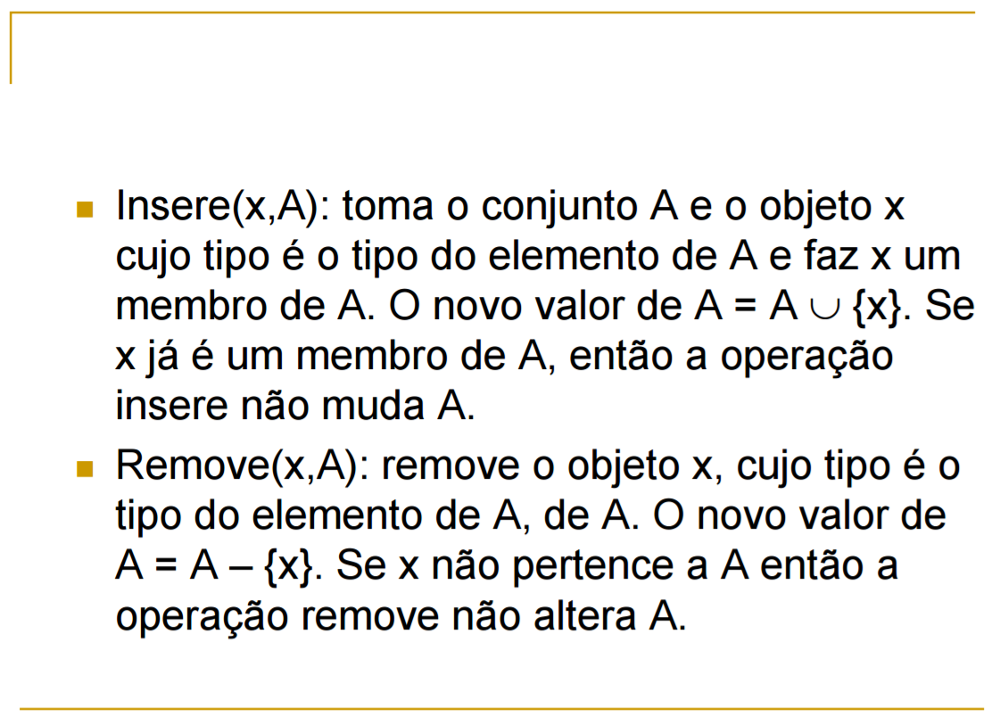 Insere(x,A): toma o conjunto A e o objeto x
cujo tipo é o tipo do elemento de A e faz x um
membro de A. O novo valor de A = A ∪ {x}. Se
x já é um membro de A, então a operação
insere não muda A.
Remove(x,A): remove o objeto x, cujo tipo é o
tipo do elemento de A, de A. O novo valor de
A = A – {x}. Se x não pertence a A então a
operação remove não altera A.